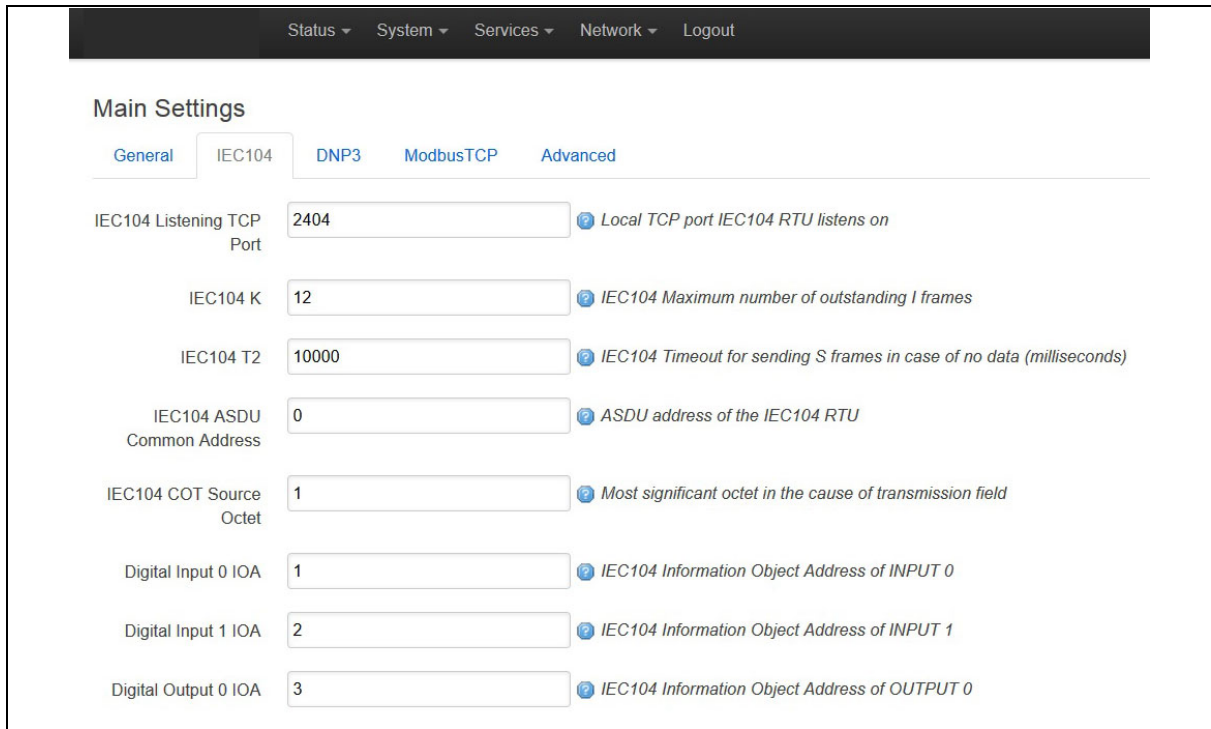 Status System Services Network Logout
Main Settings
General IEC104 DNP3 ModbusTCP Advanced
IEC104 Listening TCP Port 2404 Local TCP port IEC104 RTU listens on
IEC104 K 12 IEC104 Maximum number of outstanding I frames
IEC104 T2 10000 IEC104 Timeout for sending S frames in case of no data (milliseconds)
IEC104 ASDU Common Address 0 ASDU address of the IEC104 RTU
IEC104 COT Source Octet 1 Most significant octet in the cause of transmission field
Digital Input 0 IOA 1 IEC104 Information Object Address of INPUT 0
Digital Input 1 IOA 2 IEC104 Information Object Address of INPUT 1
Digital Output 0 IOA 3 IEC104 Information Object Address of OUTPUT 0